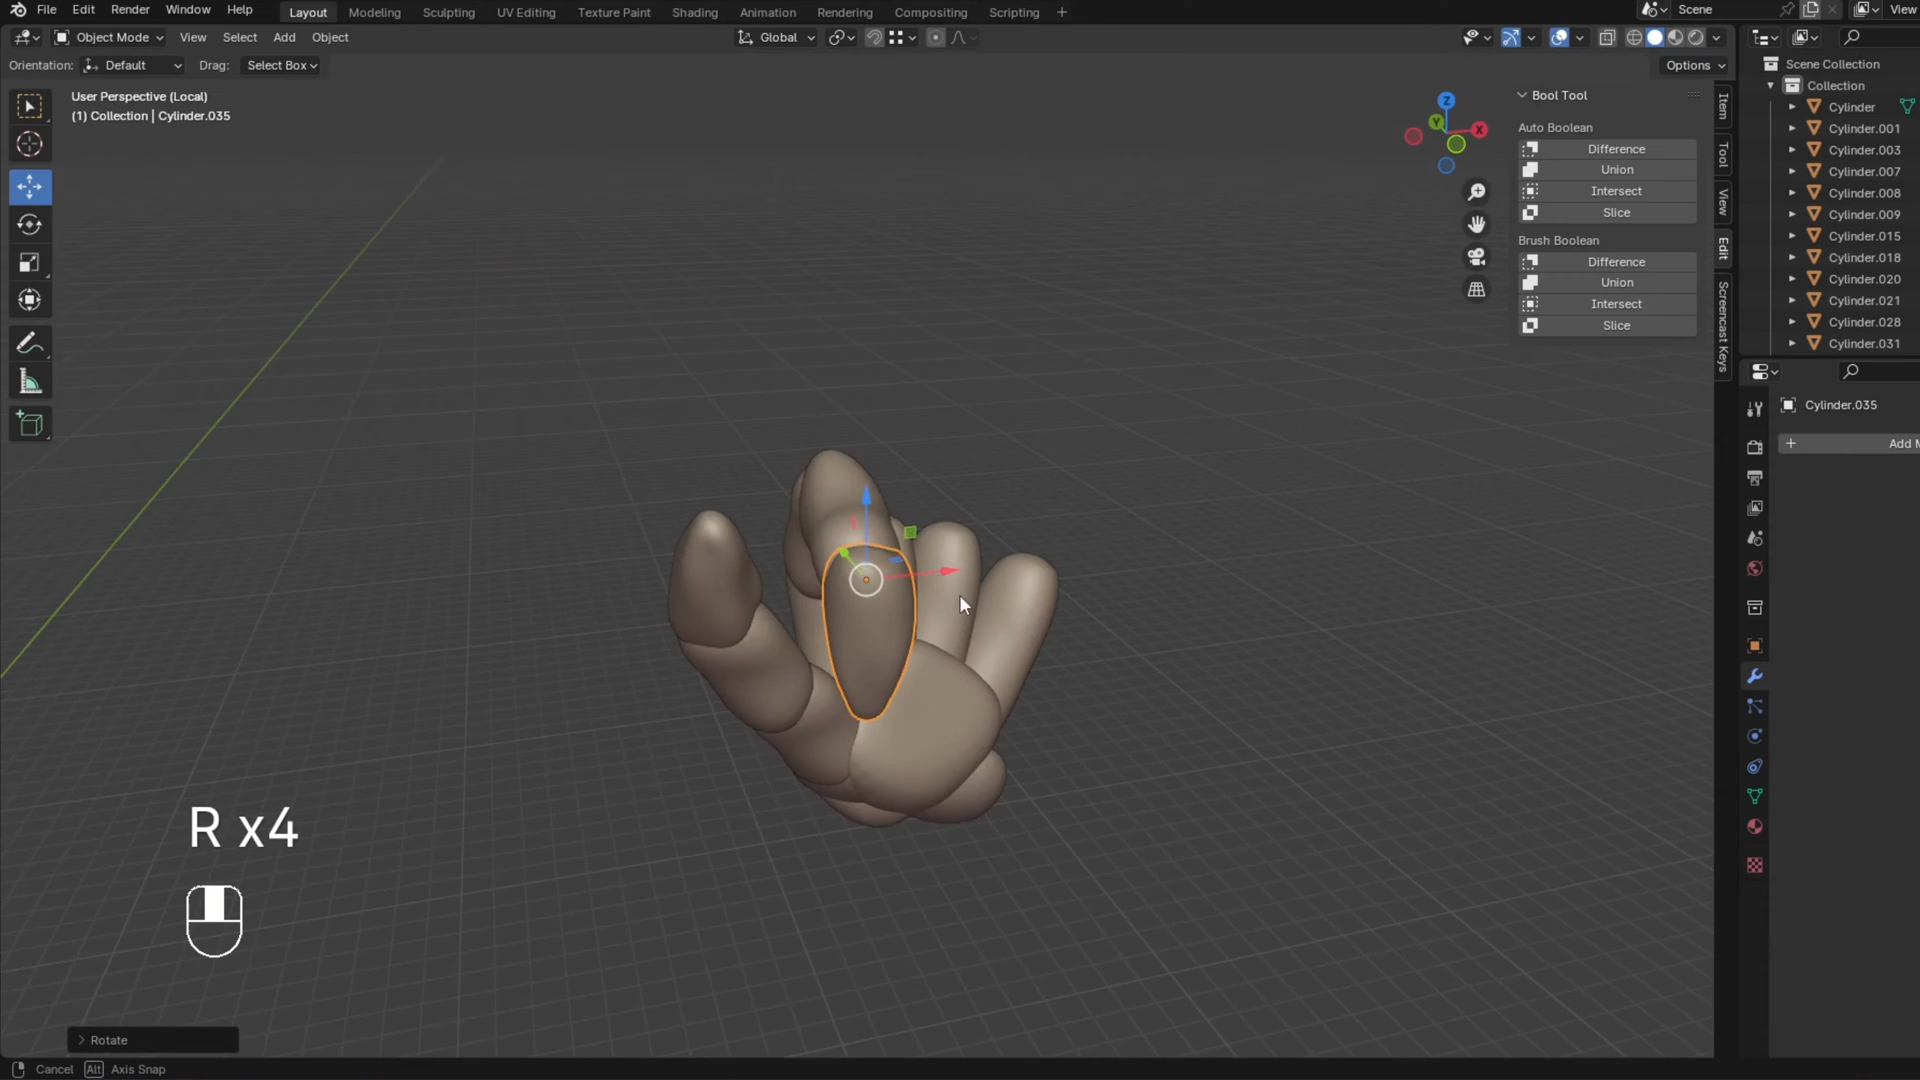 File Edit Render Window Help Layout Modeling Sculpting UV Editing Texture Paint Shading Animation Rendering Compositing Scripting + Scene View
Object Mode View Select Add Object Global
Orientation: Default Drag: Select Box Options
User Perspective (Local)
(1) Collection | Cylinder.035
Z
Y
X
Bool Tool
Auto Boolean
Difference
Union
Intersect
Slice
Brush Boolean
Difference
Union
Intersect
Slice
Item
Tool
View
Edit
Screencast Keys
Scene Collection
Collection
Cylinder
Cylinder.001
Cylinder.003
Cylinder.007
Cylinder.008
Cylinder.009
Cylinder.015
Cylinder.018
Cylinder.020
Cylinder.021
Cylinder.028
Cylinder.031
Cylinder.035
+ Add M
R x4
Rotate
Cancel Alt Axis Snap